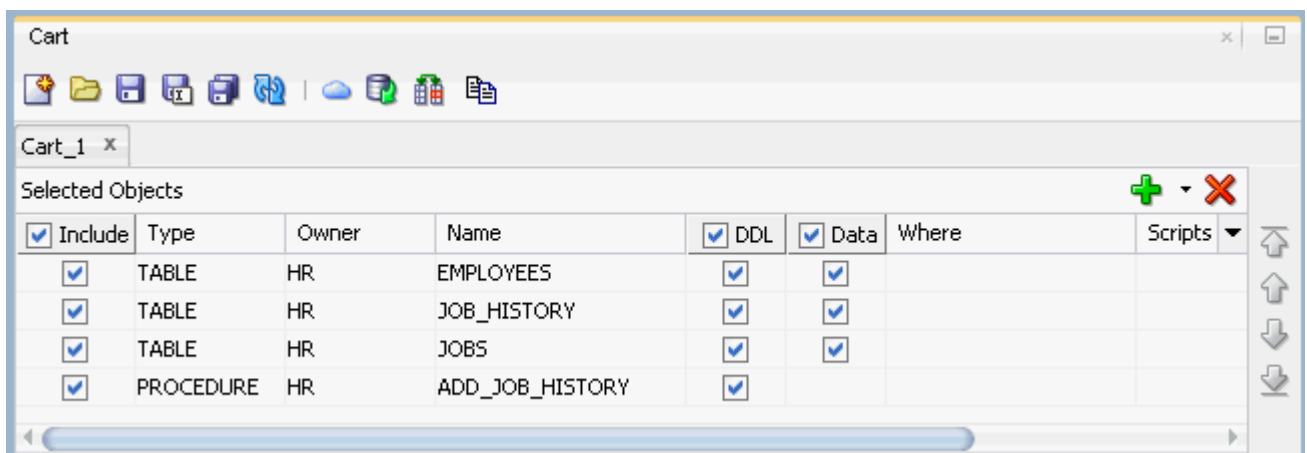 Cart
Cart_1
Selected Objects
Include Type Owner Name DDL Data Where Scripts
TABLE HR EMPLOYEES
TABLE HR JOB_HISTORY
TABLE HR JOBS
PROCEDURE HR ADD_JOB_HISTORY